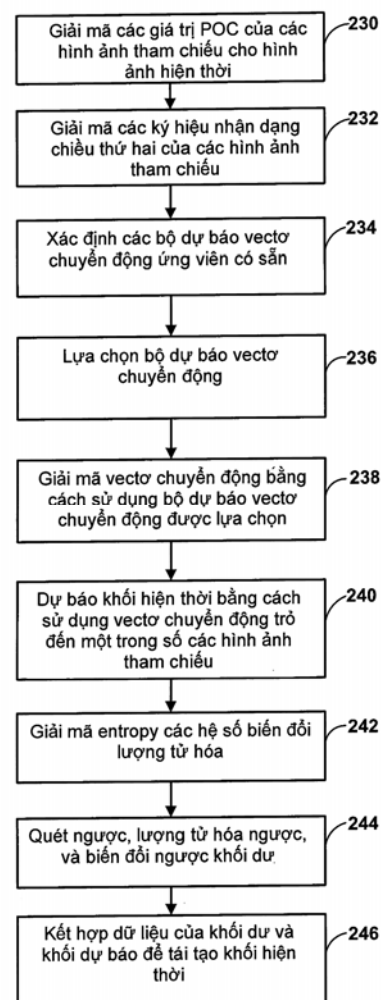 Giải mã các giá trị POC của các
hình ảnh tham chiếu cho hình
ảnh hiện thời
230
Giải mã các ký hiệu nhận dạng
chiều thứ hai của các hình ảnh
tham chiếu
232
Xác định các bộ dự báo vectơ
chuyển động ứng viên có sẵn
234
Lựa chọn bộ dự báo vectơ
chuyển động
236
Giải mã vectơ chuyển động bằng
cách sử dụng bộ dự báo vectơ
chuyển động được lựa chọn
238
Dự báo khối hiện thời bằng cách
sử dụng vectơ chuyển động trỏ
đến một trong số các hình ảnh
tham chiếu
240
Giải mã entropy các hệ số biến đổi
lượng tử hóa
242
Quét ngược, lượng tử hóa ngược,
và biến đổi ngược khối dư
244
Kết hợp dữ liệu của khối dư và
khối dự báo để tái tạo khối hiện
thời
246